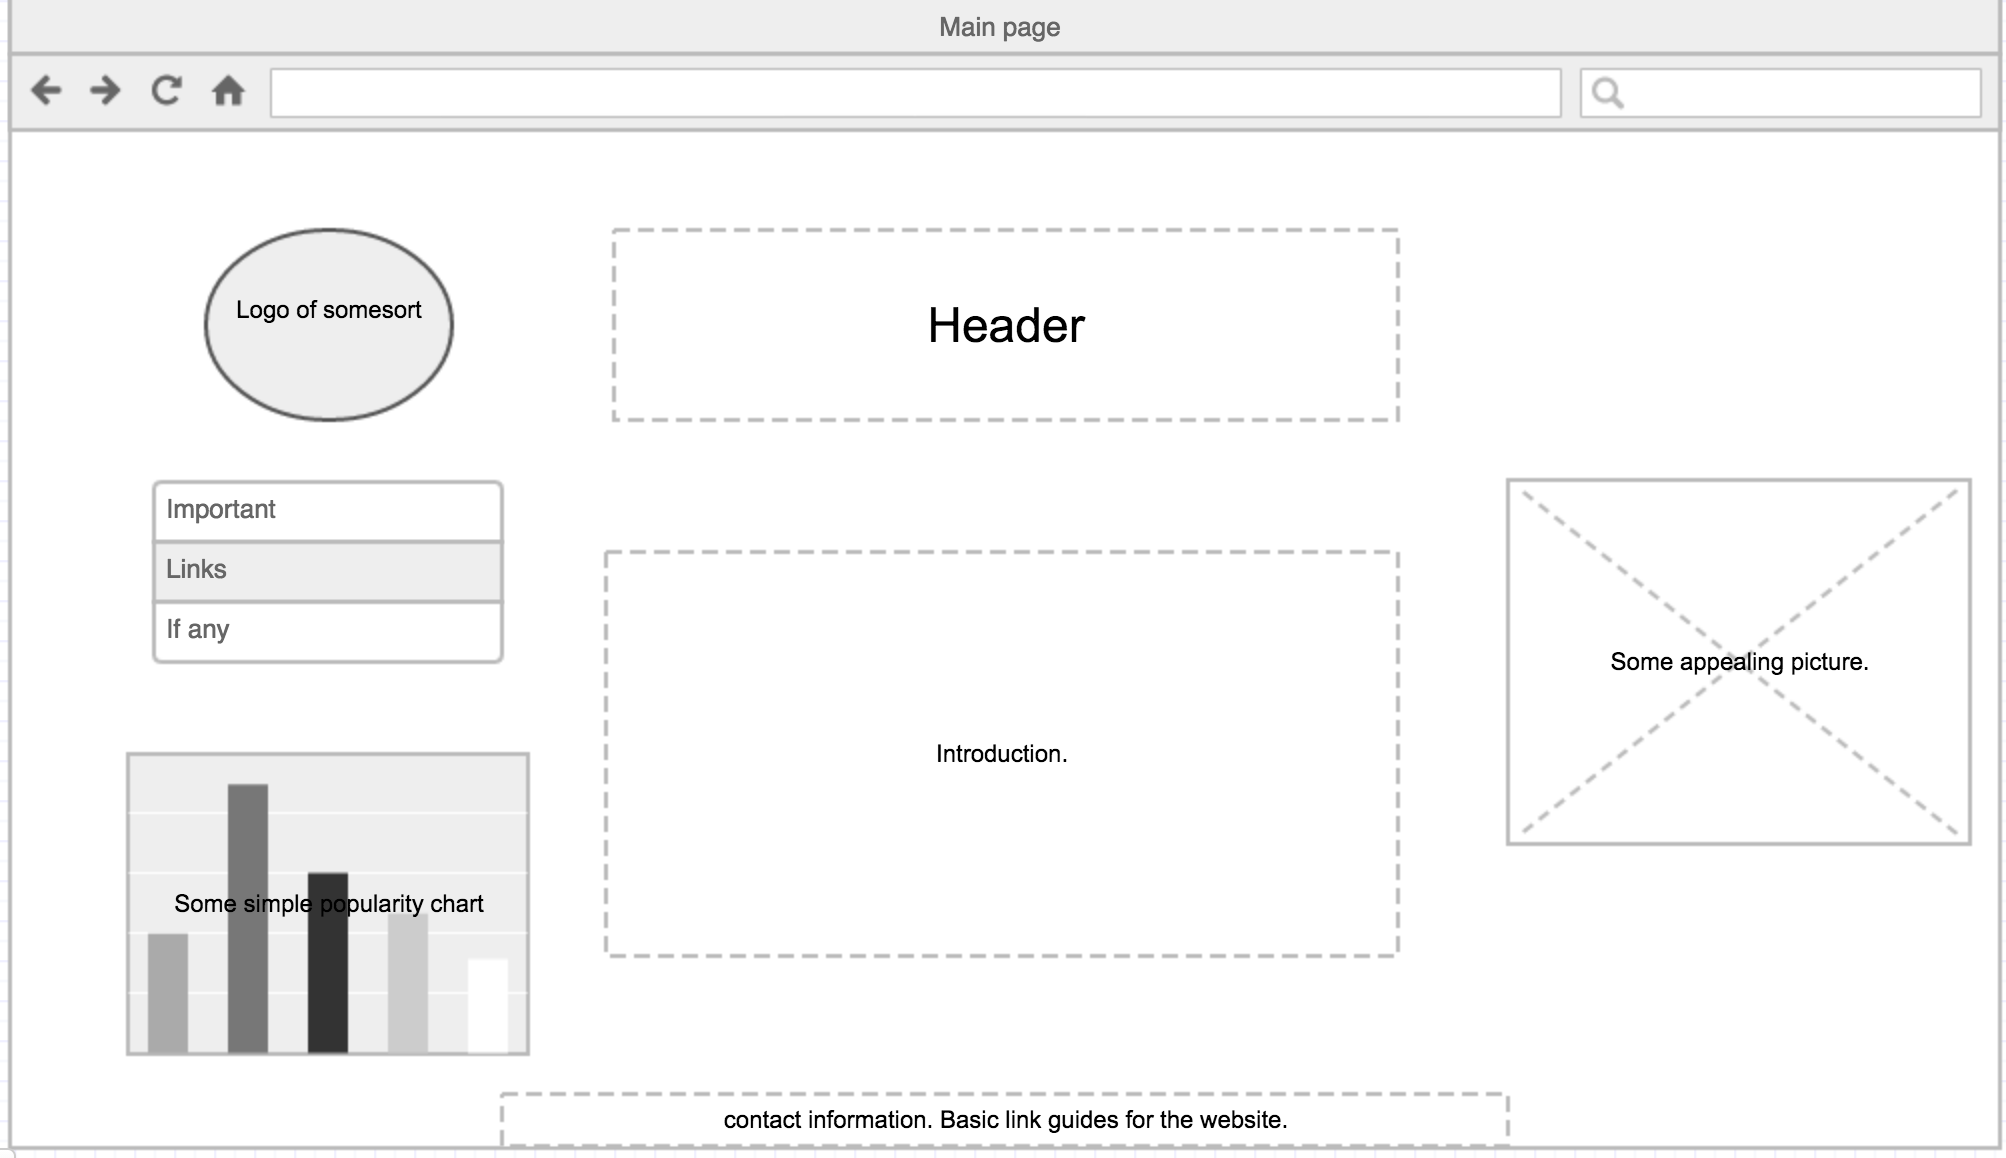 Main page
Logo of somesort
Header
Important
Links
If any
Some appealing picture.
Introduction.
Some simple popularity chart
contact information. Basic link guides for the website.